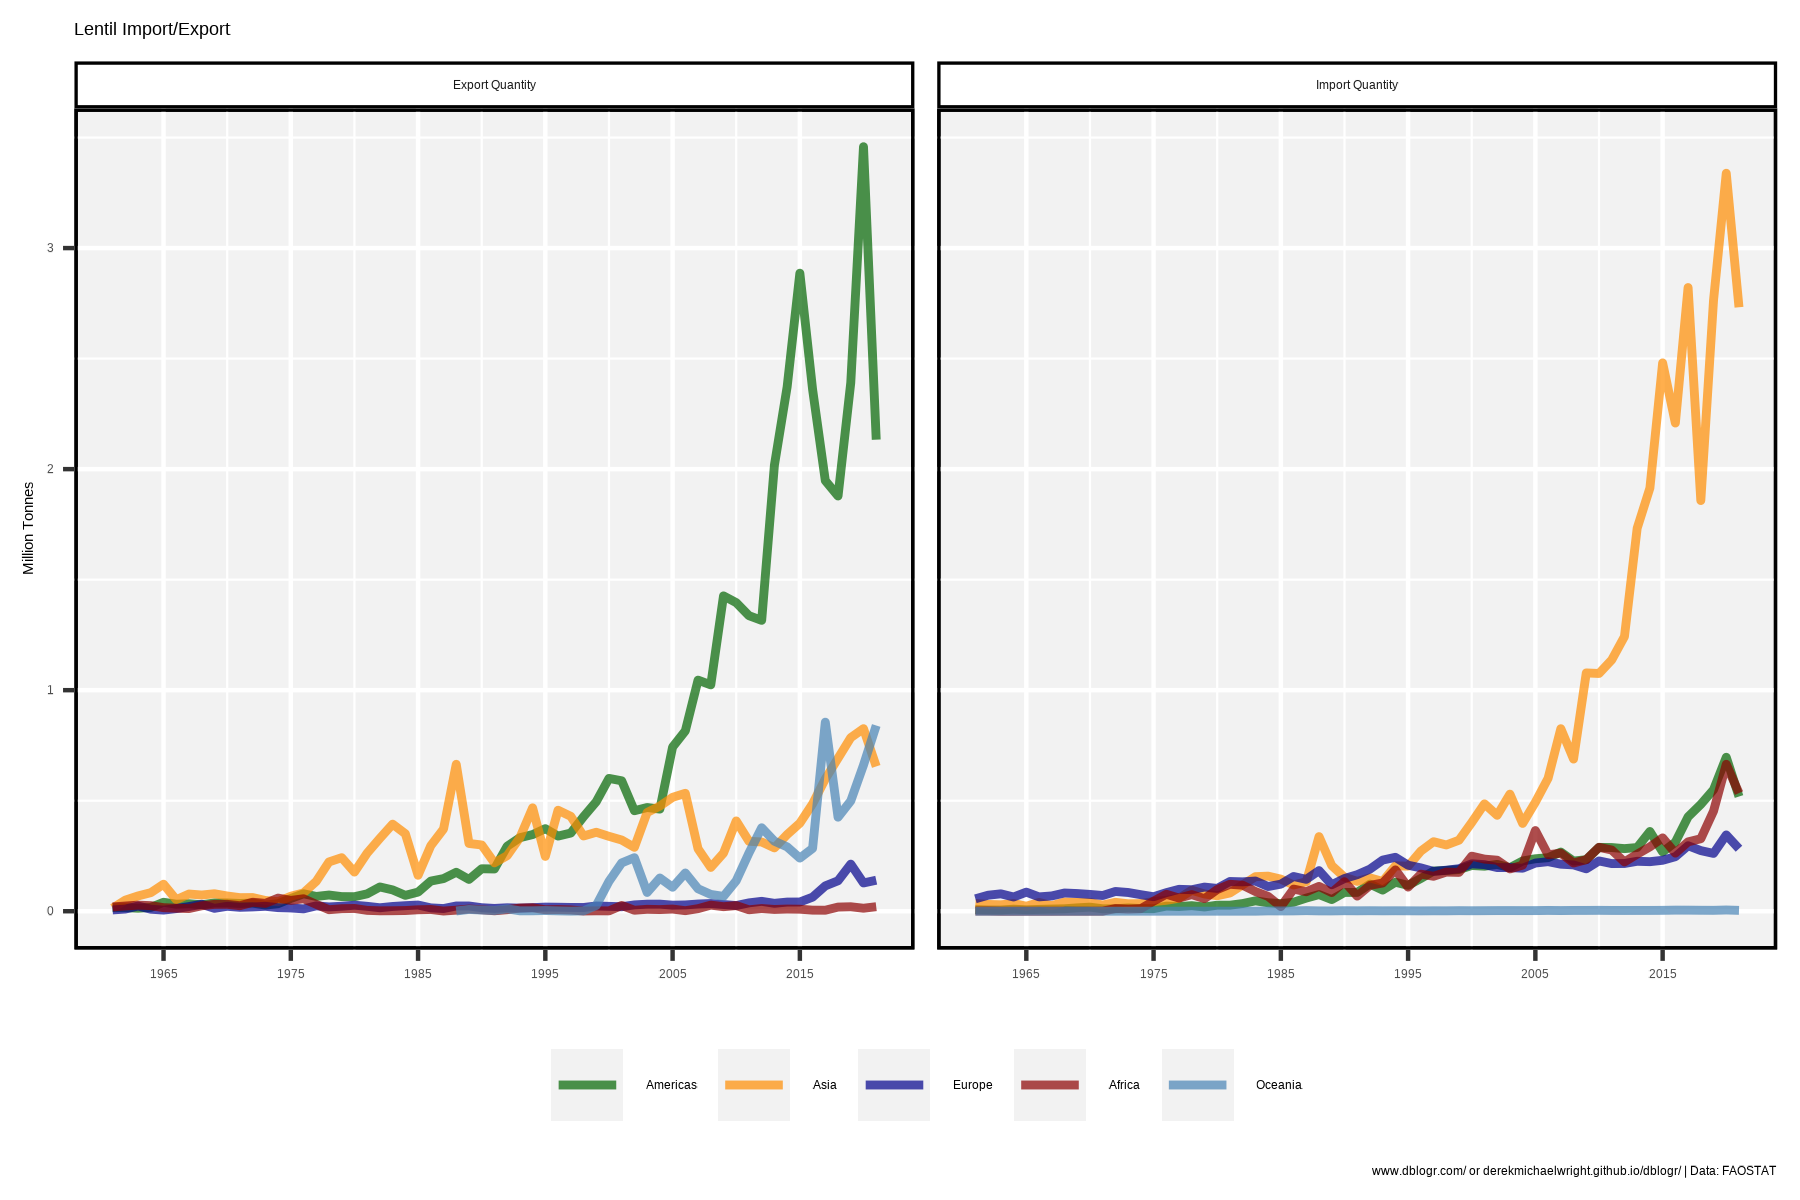 Lentil Import/Export
Export Quantity
Import Quantity
Million Tonnes
3
2
1
0
1965 1975 1985 1995 2005 2015
1965 1975 1985 1995 2005 2015
Americas Asia Europe Africa Oceania
www.dblogr.com/ or derekmichaelwright.github.io/dblogr/ | Data: FAOSTAT